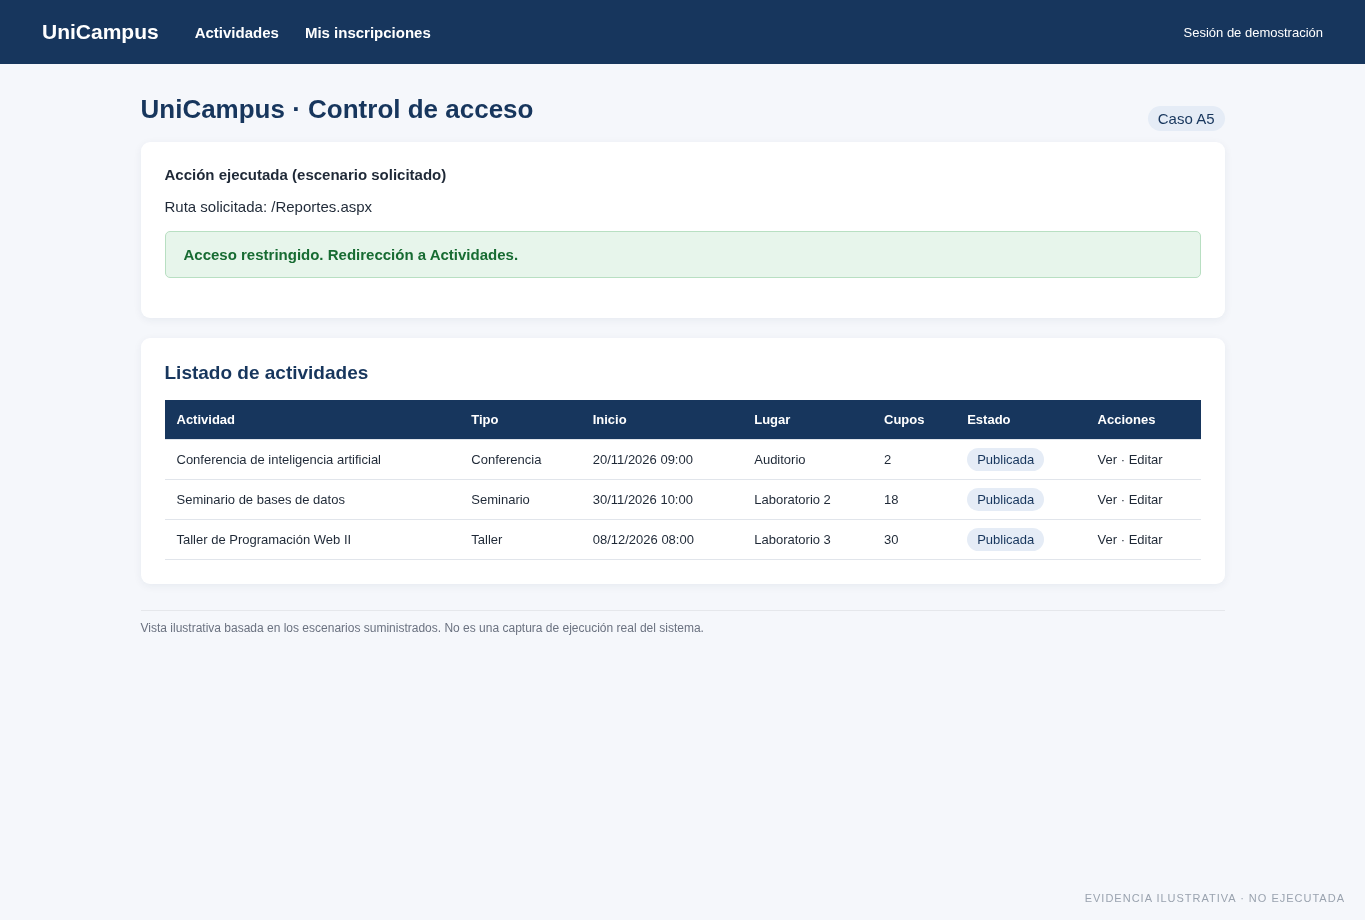 UniCampus Actividades Mis inscripciones Sesión de demostración
UniCampus · Control de acceso
Caso A5
Acción ejecutada (escenario solicitado)
Ruta solicitada: /Reportes.aspx
Acceso restringido. Redirección a Actividades.
Listado de actividades
Actividad Tipo Inicio Lugar Cupos Estado Acciones
Conferencia de inteligencia artificial Conferencia 20/11/2026 09:00 Auditorio 2 Publicada Ver · Editar
Seminario de bases de datos Seminario 30/11/2026 10:00 Laboratorio 2 18 Publicada Ver · Editar
Taller de Programación Web II Taller 08/12/2026 08:00 Laboratorio 3 30 Publicada Ver · Editar
Vista ilustrativa basada en los escenarios suministrados. No es una captura de ejecución real del sistema.
EVIDENCIA ILUSTRATIVA · NO EJECUTADA